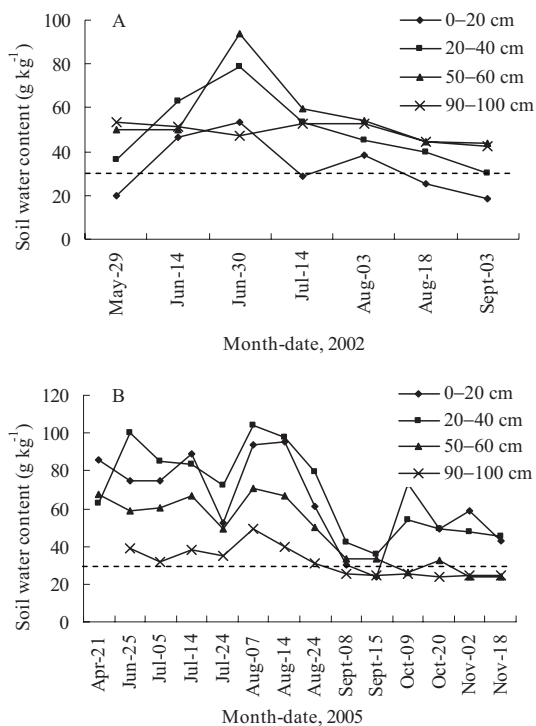 A
0–20 cm
20–40 cm
50–60 cm
90–100 cm
Soil water content (g kg-1)
100
80
60
40
20
0
May-29
Jun-14
Jun-30
Jul-14
Aug-03
Aug-18
Sept-03
Month-date, 2002
B
0–20 cm
20–40 cm
50–60 cm
90–100 cm
Soil water content (g kg-1)
120
100
80
60
40
20
0
Apr-21
Jun-25
Jul-05
Jul-14
Jul-24
Aug-07
Aug-14
Aug-24
Sept-08
Sept-15
Oct-09
Oct-20
Nov-02
Nov-18
Month-date, 2005